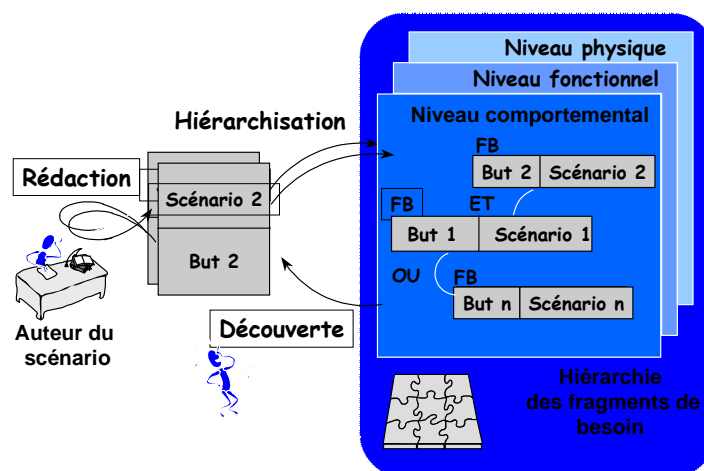 Niveau physique
Niveau fonctionnel
Niveau comportemental
Hiérarchisation
Rédaction
Scénario 2
But 2
Auteur du
scénario
Découverte
FB
But 2 Scénario 2
FB ET
But 1 Scénario 1
OU FB
But n Scénario n
Hiérarchie
des fragments de
besoin